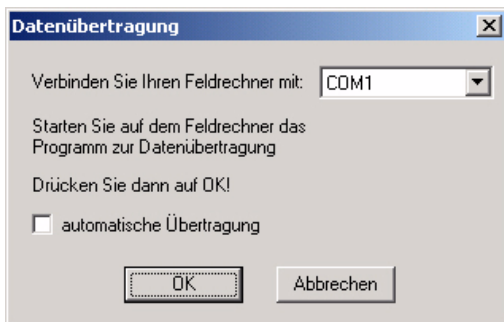 Datenübertragung
Verbinden Sie Ihren Feldrechner mit: COM1
Starten Sie auf dem Feldrechner das
Programm zur Datenübertragung
Drücken Sie dann auf OK!
automatische Übertragung
OK Abbrechen